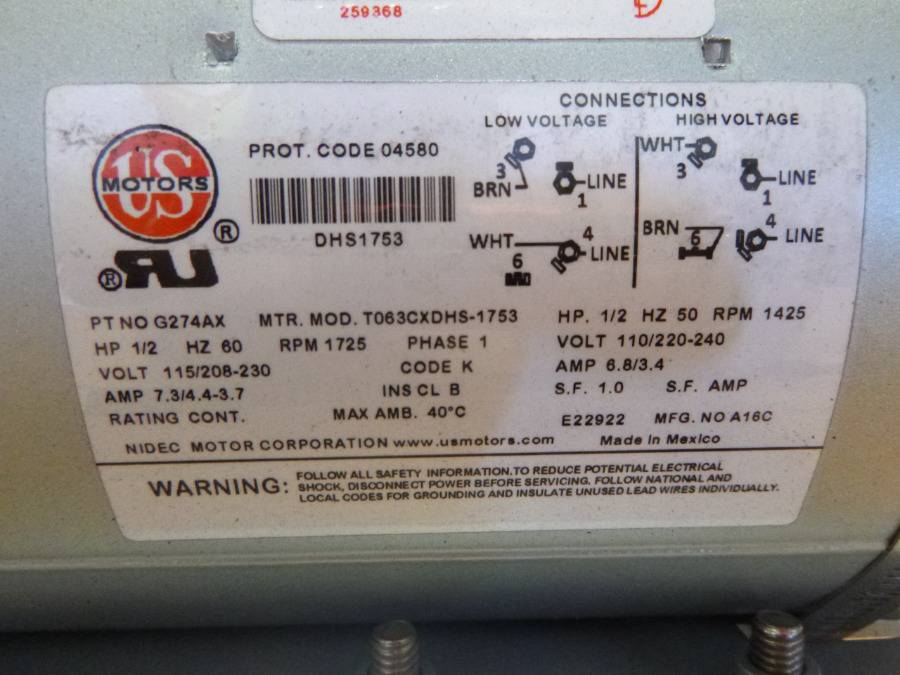 259368
CONNECTIONS
LOW VOLTAGE HIGH VOLTAGE
US
MOTORS
®
® RU
PROT. CODE 04580
DHS1753
3
BRN
LINE
1
WHT
4
LINE
6
WHT
3
LINE
1
BRN
6
4
LINE
PT NO G274AX MTR. MOD. T063CXDHS-1753 HP. 1/2 HZ 50 RPM 1425
HP 1/2 HZ 60 RPM 1725 PHASE 1 VOLT 110/220-240
VOLT 115/208-230 CODE K AMP 6.8/3.4
AMP 7.3/4.4-3.7 INS CL B S.F. 1.0 S.F. AMP
RATING CONT. MAX AMB. 40°C E22922 MFG. NO A16C
NIDEC MOTOR CORPORATION www.usmotors.com Made in Mexico
WARNING: FOLLOW ALL SAFETY INFORMATION.TO REDUCE POTENTIAL ELECTRICAL
SHOCK, DISCONNECT POWER BEFORE SERVICING. FOLLOW NATIONAL AND
LOCAL CODES FOR GROUNDING AND INSULATE UNUSED LEAD WIRES INDIVIDUALLY.